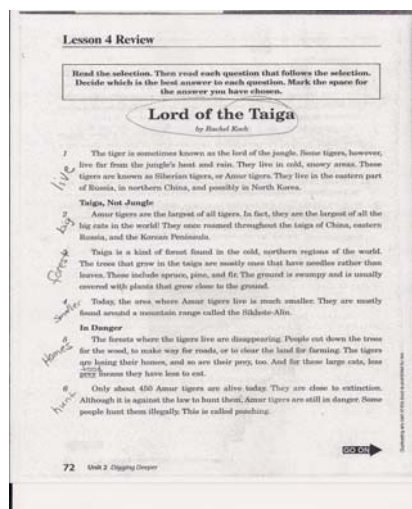 Lesson 4 Review
Read the selection. Then read each question that follows the selection.
Decide which is the best answer to each question. Mark the space for
the answer you have chosen.
Lord of the Taiga
by Rachel Koch
1 The tiger is sometimes known as the lord of the jungle. Some tigers, however,
live far from the jungle's heat and rain. They live in cold, snowy areas. These
tigers are known as Siberian tigers, or Amur tigers. They live in the eastern part
of Russia, in northern China, and possibly in North Korea.
live
Taiga, Not Jungle
2 Amur tigers are the largest of all tigers. In fact, they are the largest of all the
big cats in the world! They once roamed throughout the taiga of China, eastern
Russia, and the Korean Peninsula.
big
Taiga is a kind of forest found in the cold, northern regions of the world.
The trees that grow in the taiga are mostly ones that have needles rather than
leaves. These include spruce, pine, and fir. The ground is swampy and is usually
covered with plants that grow close to the ground.
forest
Today, the area where Amur tigers live is much smaller. They are mostly
found around a mountain range called the Sikhote-Alin.
smaller
In Danger
The forests where the tigers live are disappearing. People cut down the trees
for the wood, to make way for roads, or to clear the land for farming. The tigers
are losing their homes, and so are their prey, too. And for these large cats, less
food
prey means they have less to eat.
Homes
6 Only about 450 Amur tigers are alive today. They are close to extinction.
Although it is against the law to hunt them, Amur tigers are still in danger. Some
people hunt them illegally. This is called poaching.
hunt
GO ON
72 Unit 2 Digging Deeper